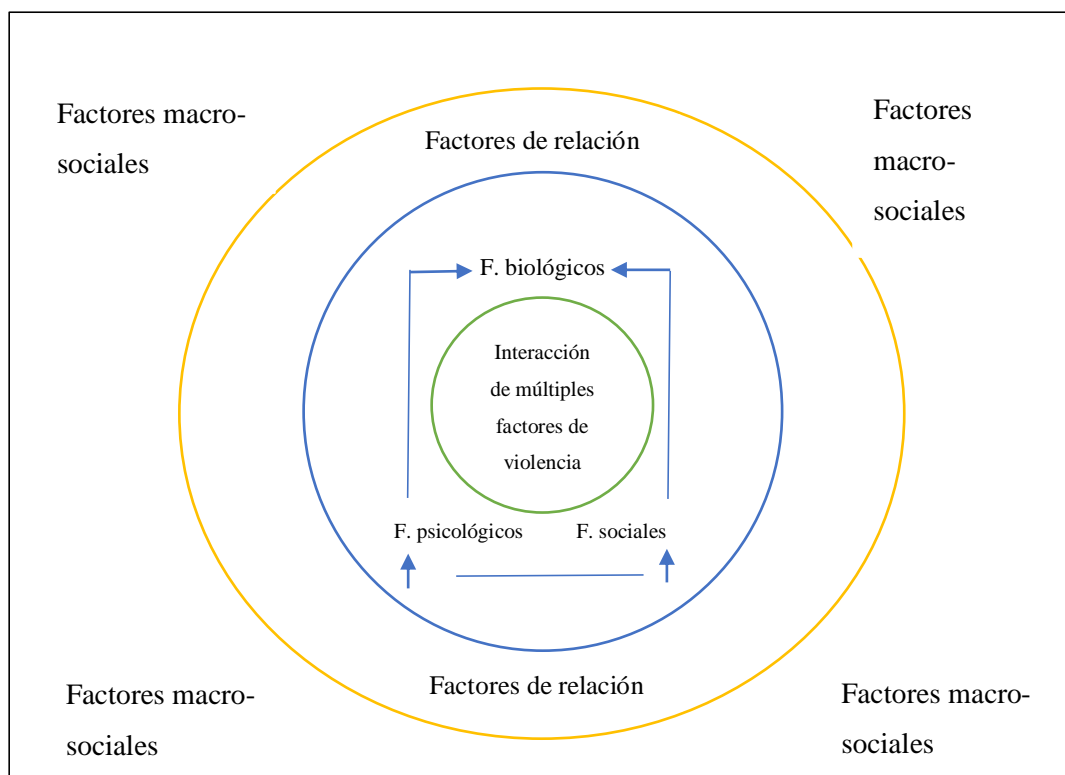 Factores macro-
sociales
Factores
macro-
sociales
Factores de relación
F. biológicos
Interacción
de múltiples
factores de
violencia
F. psicológicos
F. sociales
Factores de relación
Factores macro-
sociales
Factores macro-
sociales